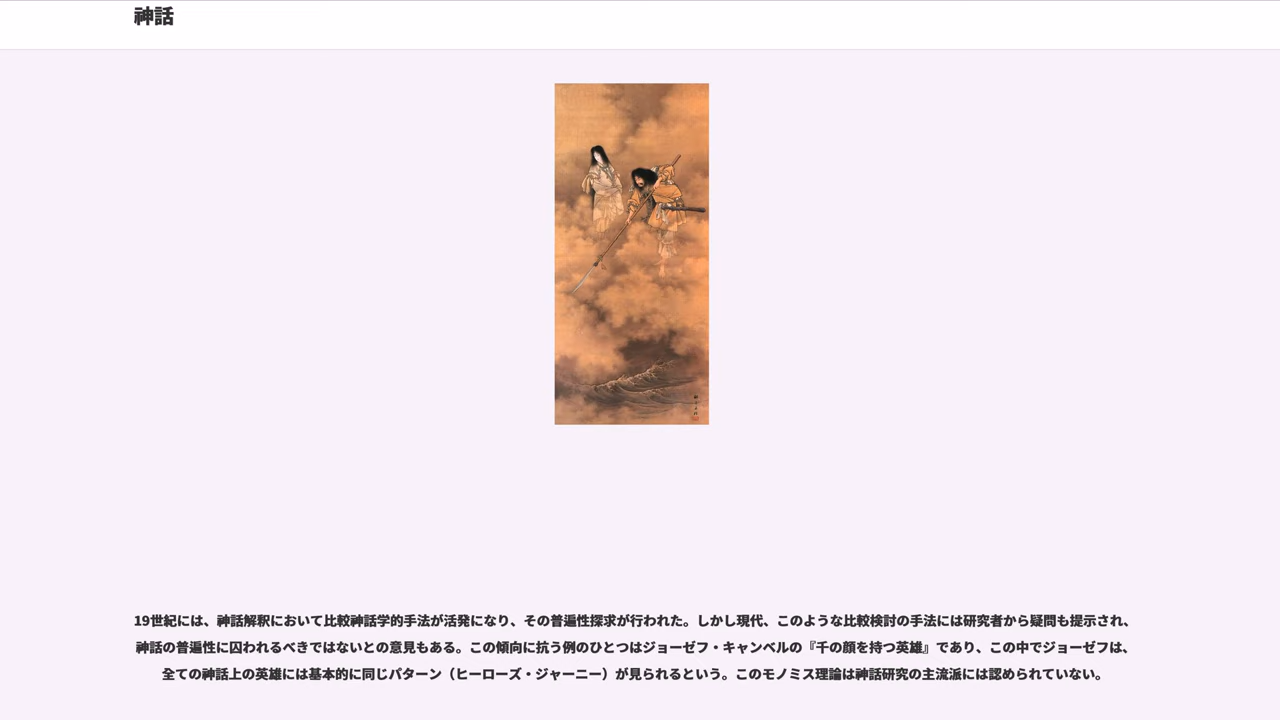 神話
19世紀には、神話解釈において比較神話学的手法が活発になり、その普遍性探求が行われた。しかし現代、このような比較検討の手法には研究者から疑問も提示され、
神話の普遍性に囚われるべきではないとの意見もある。この傾向に抗う例のひとつはジョーゼフ・キャンベルの『千の顔を持つ英雄』であり、この中でジョーゼフは、
全ての神話上の英雄には基本的に同じパターン（ヒーローズ・ジャーニー）が見られるという。このモノミス理論は神話研究の主流派には認められていない。